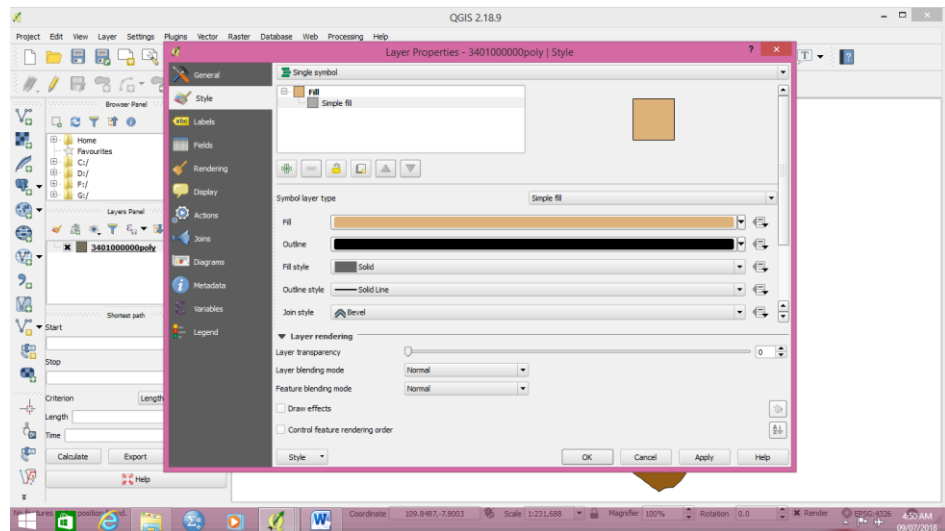 QGIS 2.18.9
Project Edit View Layer Settings Plugins Vector Raster Database Web Processing Help
Layer Properties - 3401000000poly | Style
Browser Panel
Home
Favourites
C:/
D:/
F:/
G:/
Layers Panel
3401000000poly
Shortest path
Start
Stop
Criterion Length
Length
Time
Calculate Export
Help
General
Style
abc Labels
Fields
Rendering
Display
Actions
Joins
Diagrams
Metadata
Variables
Legend
Single symbol
Fill
Simple fill
Symbol layer type Simple fill
Fill
Outline
Fill style Solid
Outline style Solid Line
Join style Bevel
Layer rendering
Layer transparency 0
Layer blending mode Normal
Feature blending mode Normal
Draw effects
Control feature rendering order
Style OK Cancel Apply Help
Coordinate 109.8487,-7.8003 Scale 1:231,688 Magnifier 100% Rotation 0.0 Render EPSG:4326
4:50 AM
09/07/2018